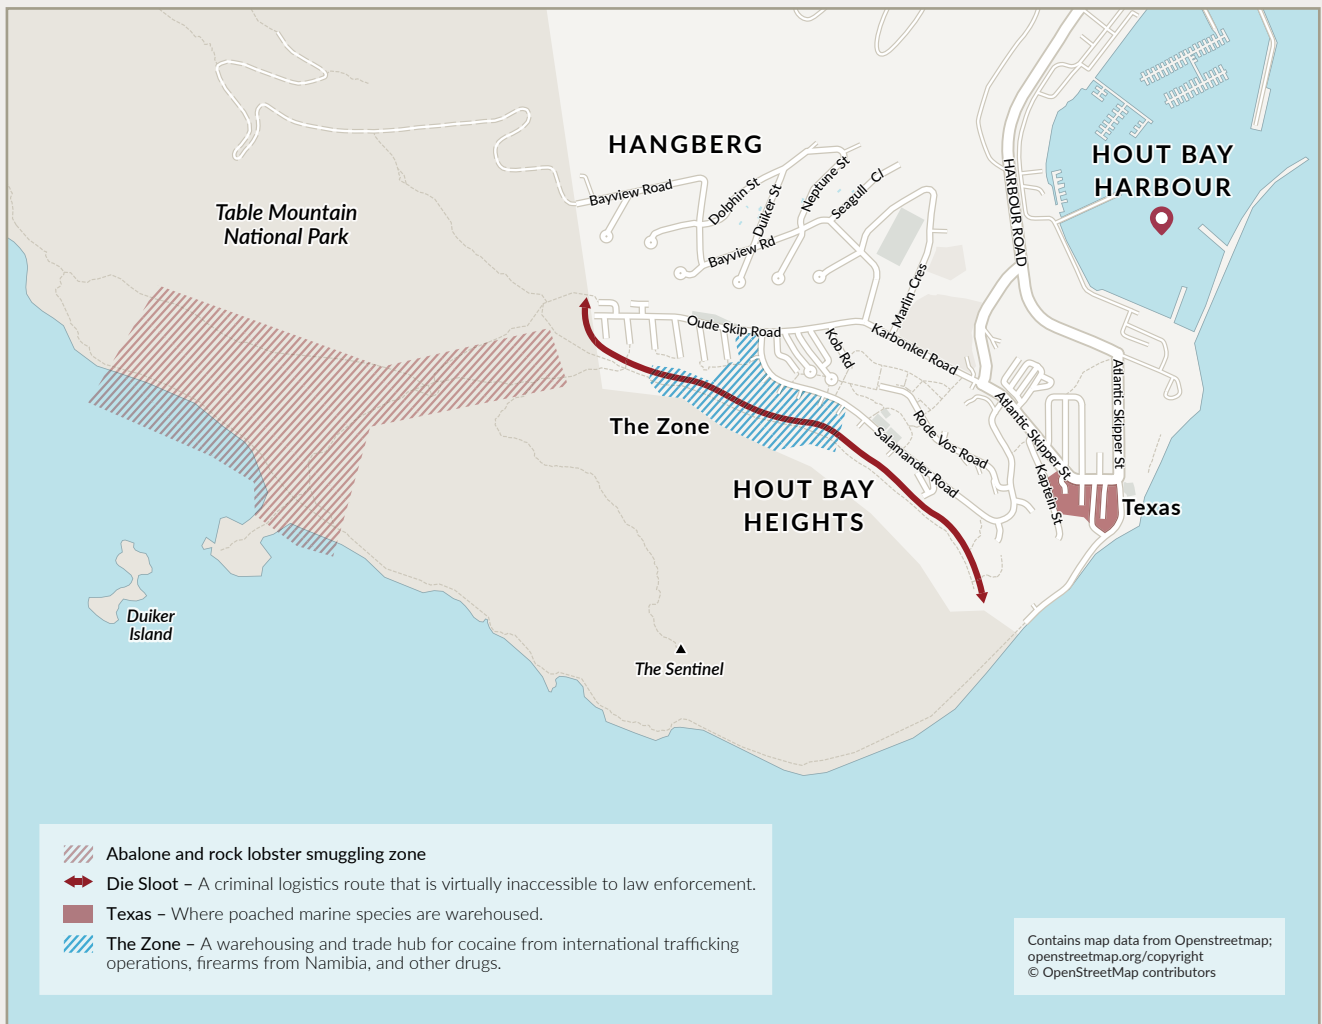 HANGBERG
HOUT BAY
HARBOUR
Table Mountain
National Park
Bayview Road
Dolphin St
Duiker St
Neptune St
Seagull Cl
Bayview Rd
HARBOUR ROAD
Marlin Cres
Oude Skip Road
Kob Rd
Karbonkel Road
Atlantic Skipper St
Atlantic Skipper St
The Zone
Rode Vos Road
Salamander Road
Kaptein St
HOUT BAY
HEIGHTS
Texas
Duiker
Island
The Sentinel
Abalone and rock lobster smuggling zone
Die Sloot – A criminal logistics route that is virtually inaccessible to law enforcement.
Texas – Where poached marine species are warehoused.
The Zone – A warehousing and trade hub for cocaine from international trafficking
operations, firearms from Namibia, and other drugs.
Contains map data from Openstreetmap;
openstreetmap.org/copyright
© OpenStreetMap contributors